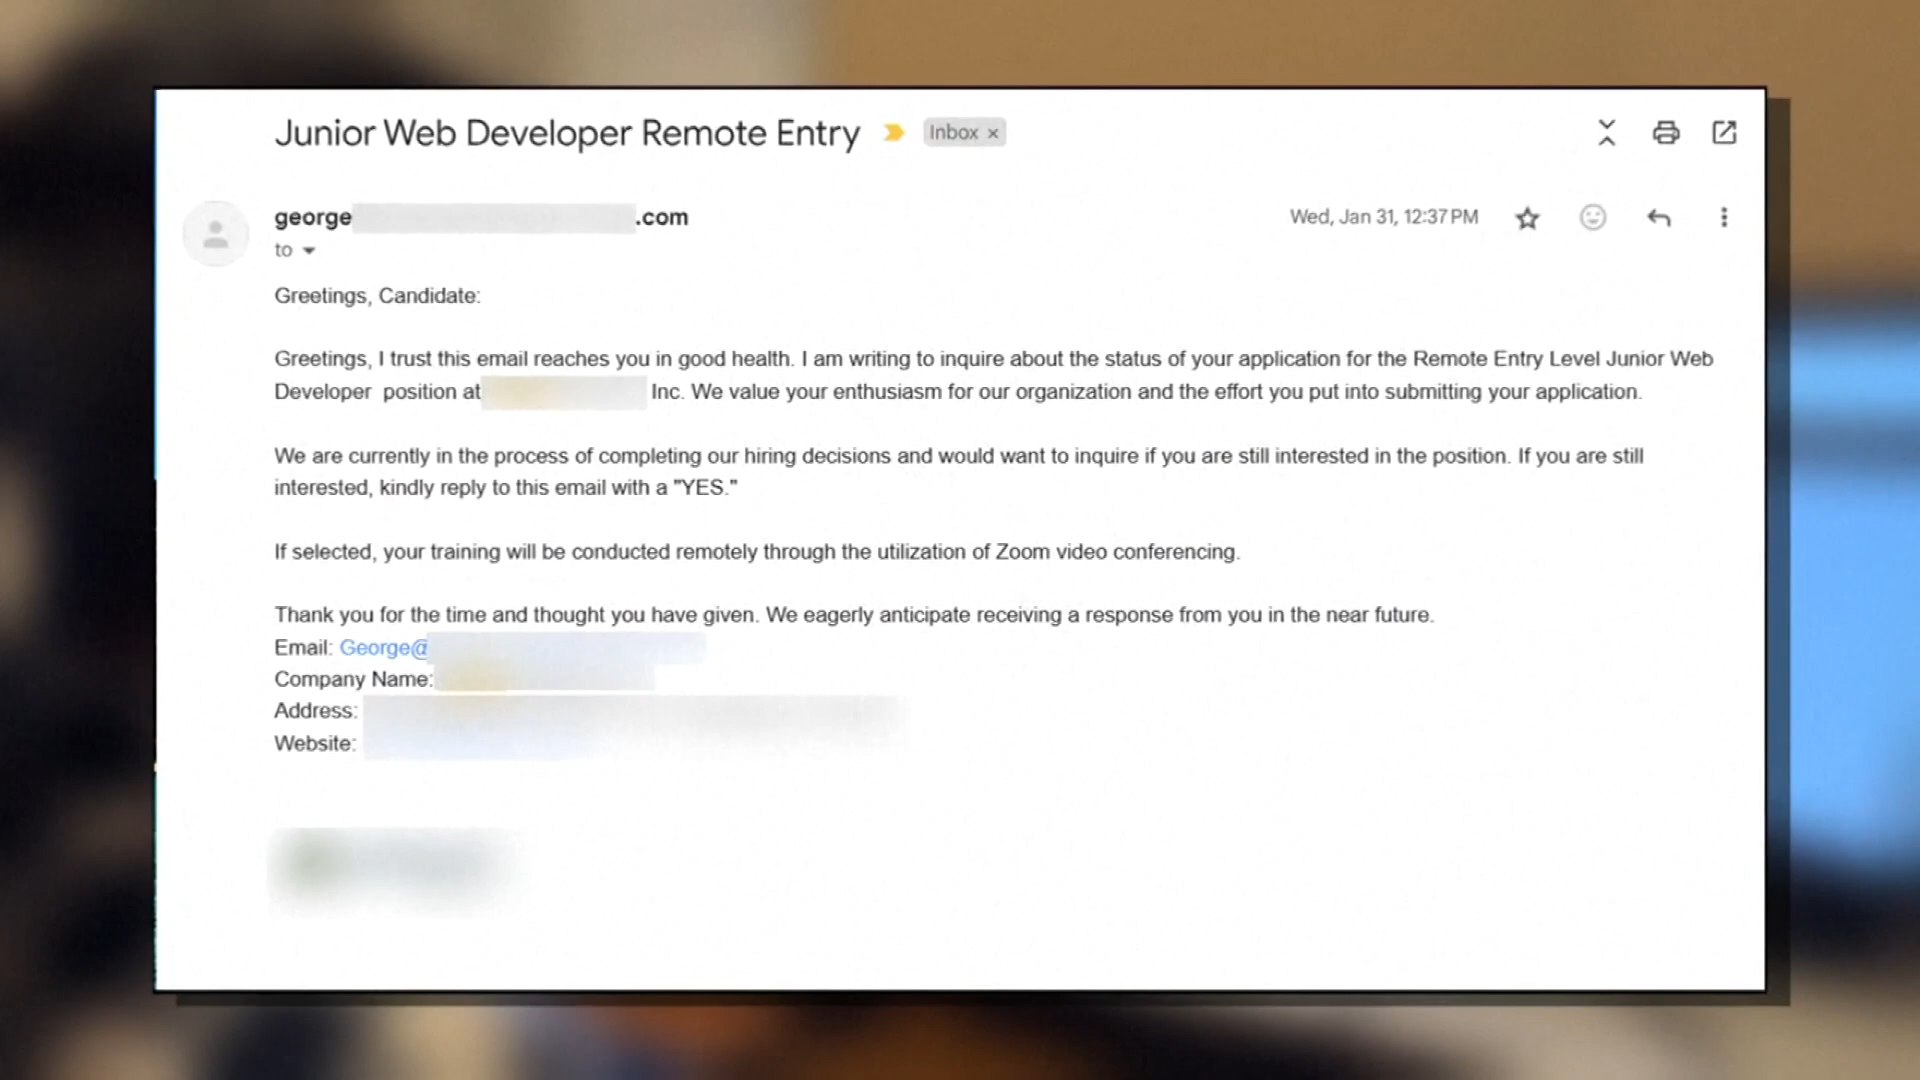 Junior Web Developer Remote Entry Inbox ×
george .com Wed, Jan 31, 12:37 PM
to
Greetings, Candidate:
Greetings, I trust this email reaches you in good health. I am writing to inquire about the status of your application for the Remote Entry Level Junior Web
Developer position at Inc. We value your enthusiasm for our organization and the effort you put into submitting your application.
We are currently in the process of completing our hiring decisions and would want to inquire if you are still interested in the position. If you are still
interested, kindly reply to this email with a "YES."
If selected, your training will be conducted remotely through the utilization of Zoom video conferencing.
Thank you for the time and thought you have given. We eagerly anticipate receiving a response from you in the near future.
Email: George@
Company Name:
Address:
Website: